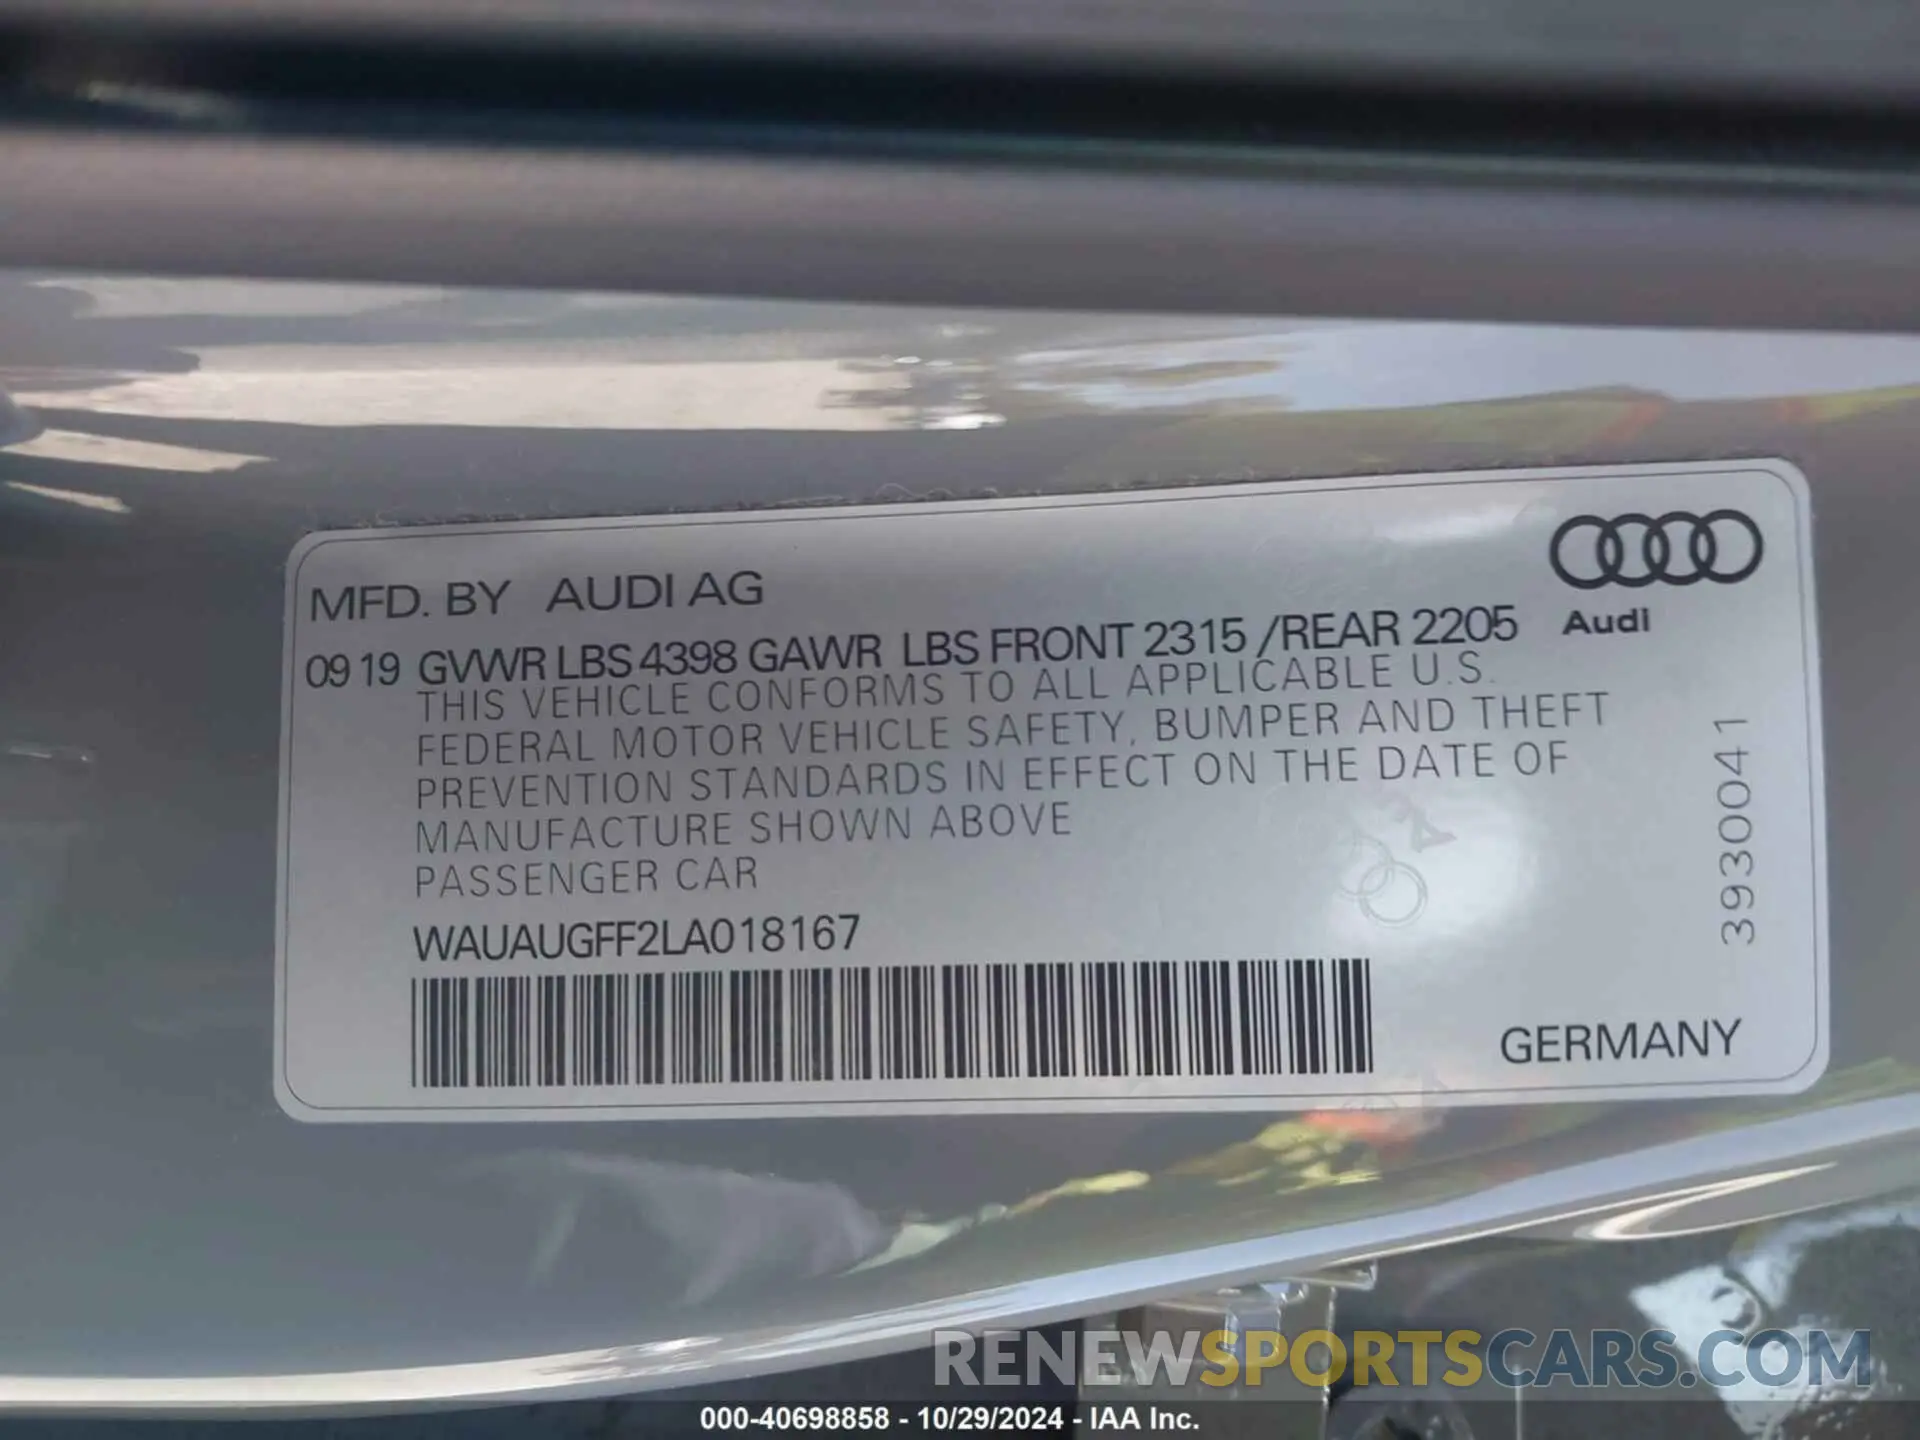 MFD. BY AUDI AG
Audi
09 19 GVWR LBS 4398 GAWR LBS FRONT 2315 /REAR 2205
THIS VEHICLE CONFORMS TO ALL APPLICABLE U.S.
FEDERAL MOTOR VEHICLE SAFETY, BUMPER AND THEFT
PREVENTION STANDARDS IN EFFECT ON THE DATE OF
MANUFACTURE SHOWN ABOVE
PASSENGER CAR
WAUAUGFF2LA018167
3930041
GERMANY
RENEWSPORTSCARS.COM
000-40698858 - 10/29/2024 - IAA Inc.